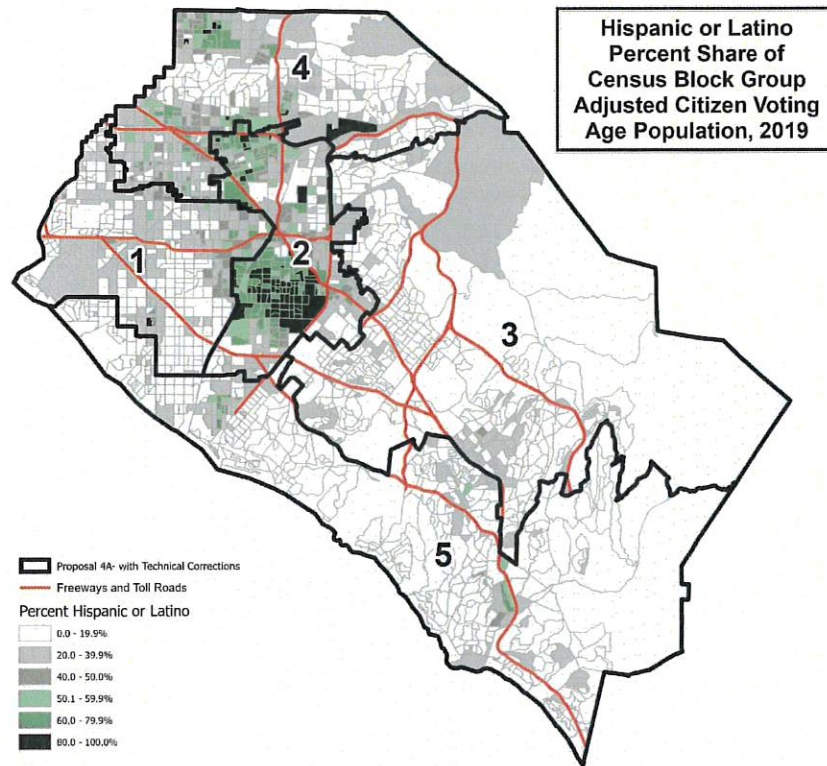 Hispanic or Latino
Percent Share of
Census Block Group
Adjusted Citizen Voting
Age Population, 2019
4
2
1
3
5
Proposal 4A- with Technical Corrections
Freeways and Toll Roads
Percent Hispanic or Latino
0.0 - 19.9%
20.0 - 39.9%
40.0 - 50.0%
50.1 - 59.9%
60.0 - 79.9%
80.0 - 100.0%